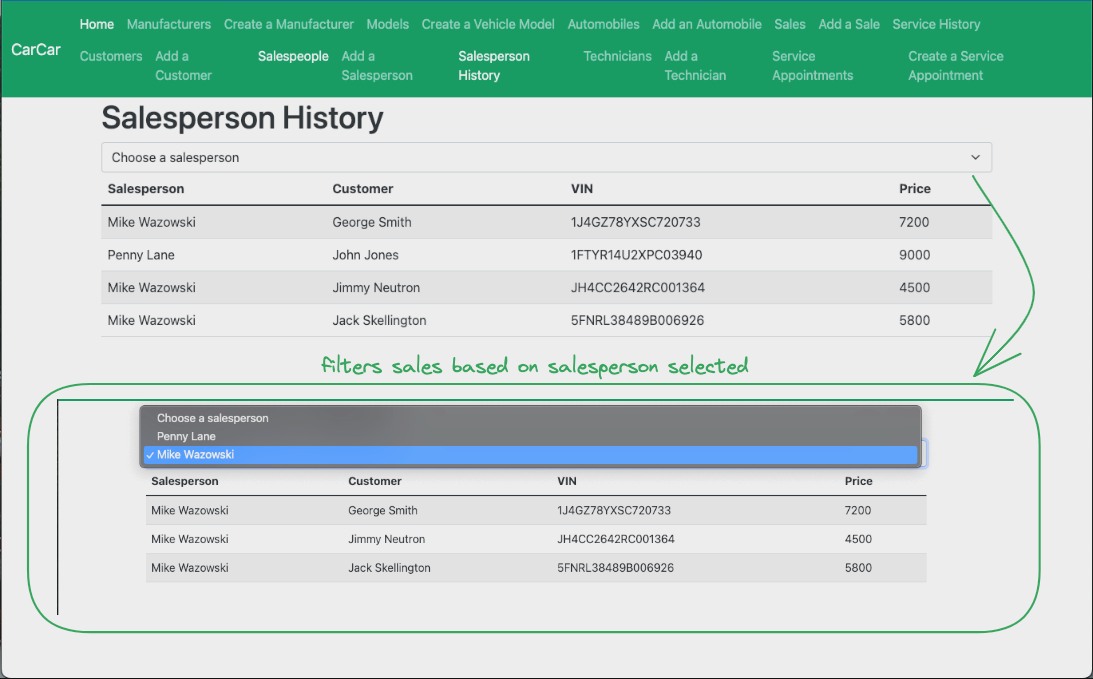 Home Manufacturers Create a Manufacturer Models Create a Vehicle Model Automobiles Add an Automobile Sales Add a Sale Service History
CarCar
Customers Add a Customer Salespeople Add a Salesperson Salesperson History Technicians Add a Technician Service Appointments Create a Service Appointment
Salesperson History
Choose a salesperson
Salesperson Customer VIN Price
Mike Wazowski George Smith 1J4GZ78YXSC720733 7200
Penny Lane John Jones 1FTYR14U2XPC03940 9000
Mike Wazowski Jimmy Neutron JH4CC2642RC001364 4500
Mike Wazowski Jack Skellington 5FNRL38489B006926 5800
filters sales based on salesperson selected
Choose a salesperson
Penny Lane
✓ Mike Wazowski
Salesperson Customer VIN Price
Mike Wazowski George Smith 1J4GZ78YXSC720733 7200
Mike Wazowski Jimmy Neutron JH4CC2642RC001364 4500
Mike Wazowski Jack Skellington 5FNRL38489B006926 5800